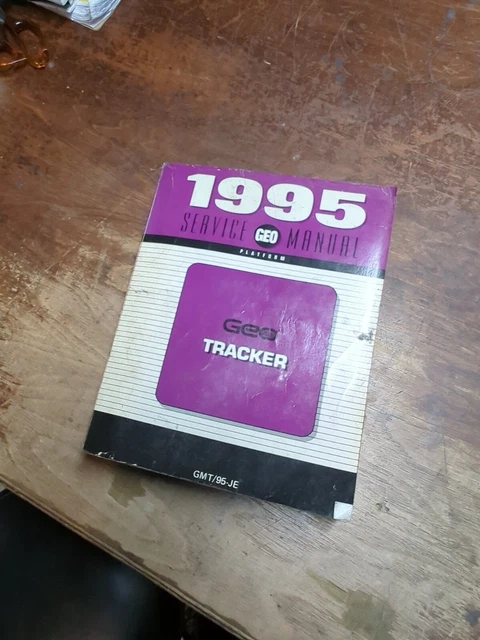 1995
SERVICE GEO MANUAL
PLATFORM
Geo
TRACKER
GMT/95-JE